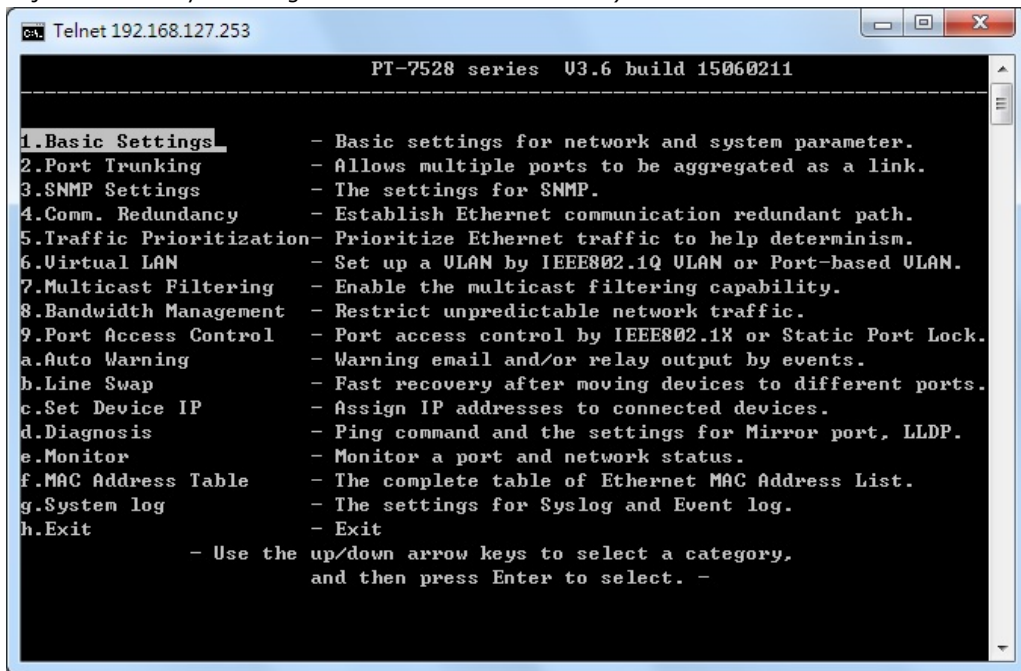 Telnet 192.168.127.253
PT-7528 series V3.6 build 15060211
1.Basic Settings - Basic settings for network and system parameter.
2.Port Trunking - Allows multiple ports to be aggregated as a link.
3.SNMP Settings - The settings for SNMP.
4.Comm. Redundancy - Establish Ethernet communication redundant path.
5.Traffic Prioritization- Prioritize Ethernet traffic to help determinism.
6.Virtual LAN - Set up a VLAN by IEEE802.1Q VLAN or Port-based VLAN.
7.Multicast Filtering - Enable the multicast filtering capability.
8.Bandwidth Management - Restrict unpredictable network traffic.
9.Port Access Control - Port access control by IEEE802.1X or Static Port Lock.
a.Auto Warning - Warning email and/or relay output by events.
b.Line Swap - Fast recovery after moving devices to different ports.
c.Set Device IP - Assign IP addresses to connected devices.
d.Diagnosis - Ping command and the settings for Mirror port, LLDP.
e.Monitor - Monitor a port and network status.
f.MAC Address Table - The complete table of Ethernet MAC Address List.
g.System log - The settings for Syslog and Event log.
h.Exit - Exit
- Use the up/down arrow keys to select a category,
and then press Enter to select. -